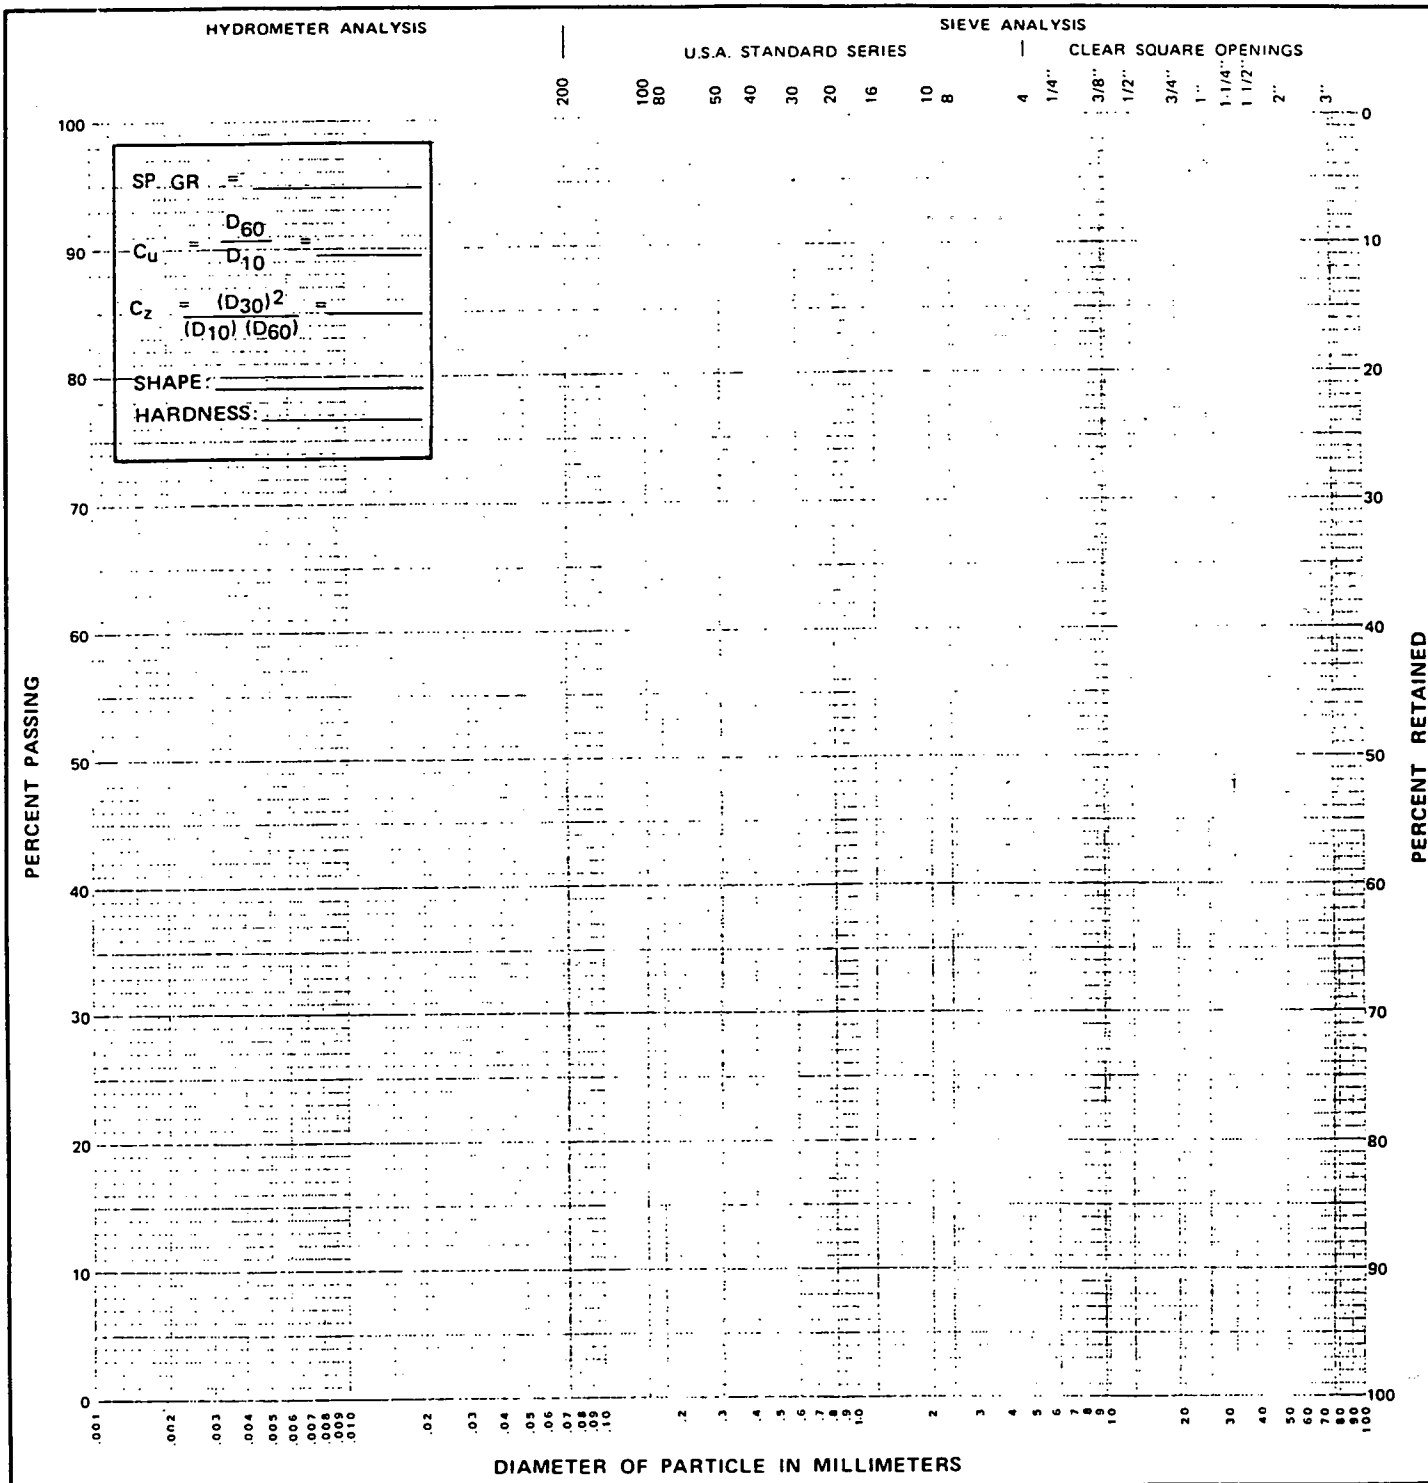 HYDROMETER ANALYSIS
SIEVE ANALYSIS
U.S.A. STANDARD SERIES
CLEAR SQUARE OPENINGS
200 100 80 50 40 30 20 16 10 8 4 1/4" 3/8" 1/2" 3/4" 1" 1-1/4" 1 1/2" 2" 3"
100
90
80
70
60
50
40
30
20
10
0
PERCENT PASSING
SP. GR =
Cu = D60 / D10 =
Cz = (D30)2 / (D10) (D60) =
SHAPE:
HARDNESS:
0
10
20
30
40
50
60
70
80
90
100
PERCENT RETAINED
.001 .002 .003 .004 .005 .006 .007 .008 .009 .010 .02 .03 .04 .05 .06 .07 .08 .09 .10 .2 .3 .4 .5 .6 .7 .8 .9 1.0 2 3 4 5 6 7 8 9 10 20 30 40 50 60 70 80 90 100
DIAMETER OF PARTICLE IN MILLIMETERS